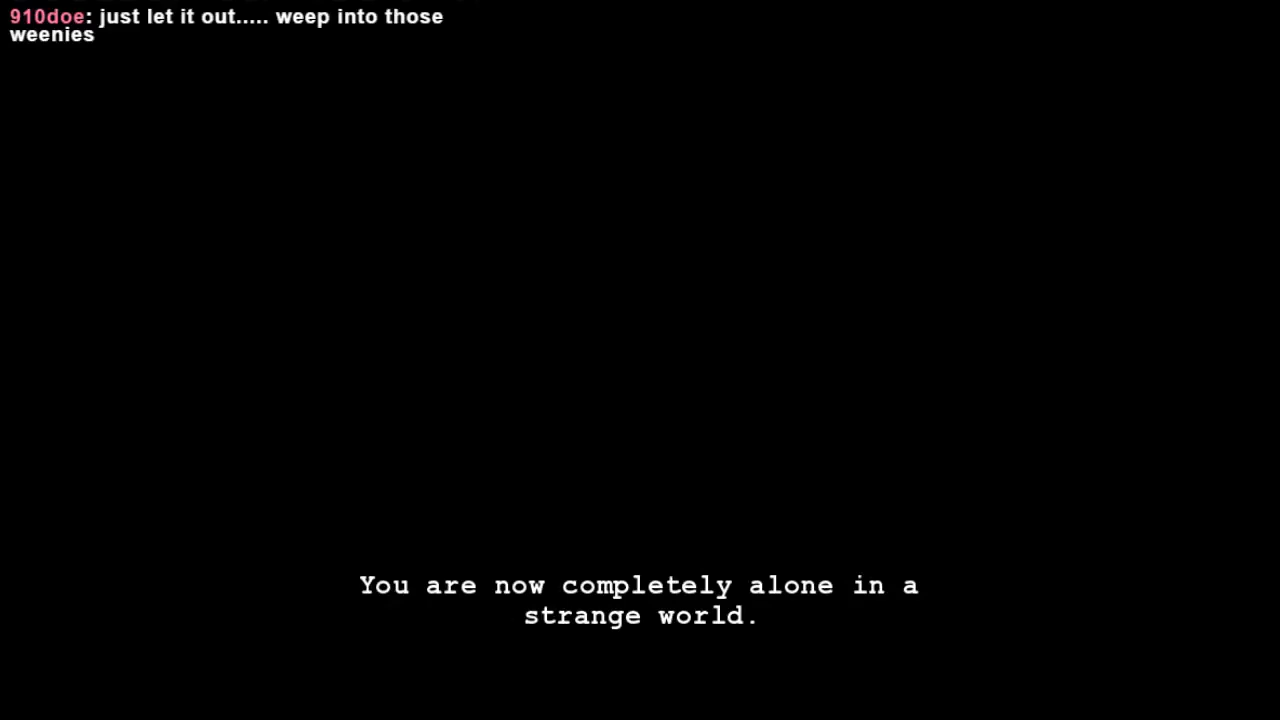 910doe: just let it out..... weep into those
weenies
You are now completely alone in a
strange world.